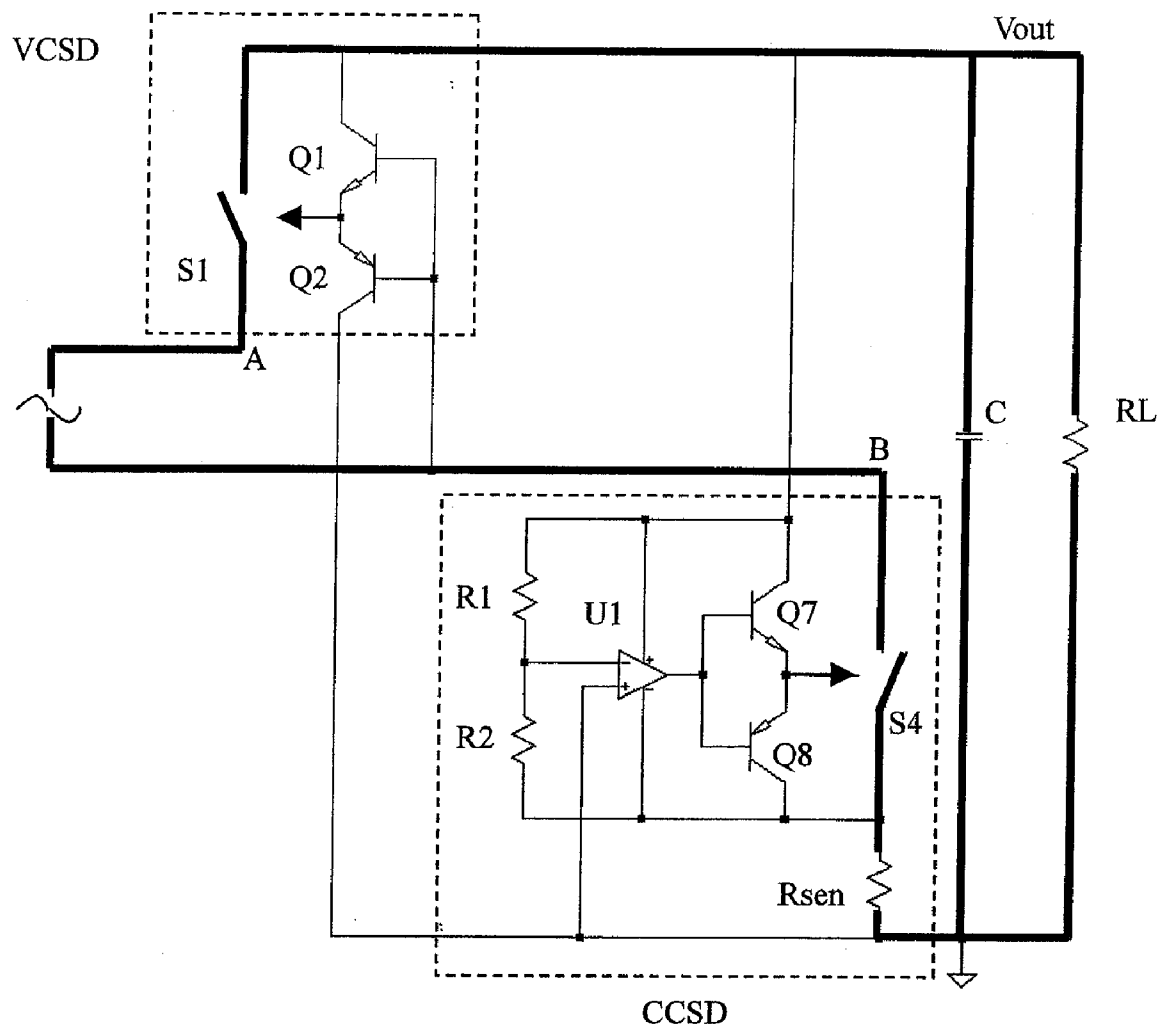 VCSD
Vout
Q1
S1
Q2
A
C
RL
B
R1
U1
Q7
- +
+ -
R2
S4
Q8
Rsen
CCSD